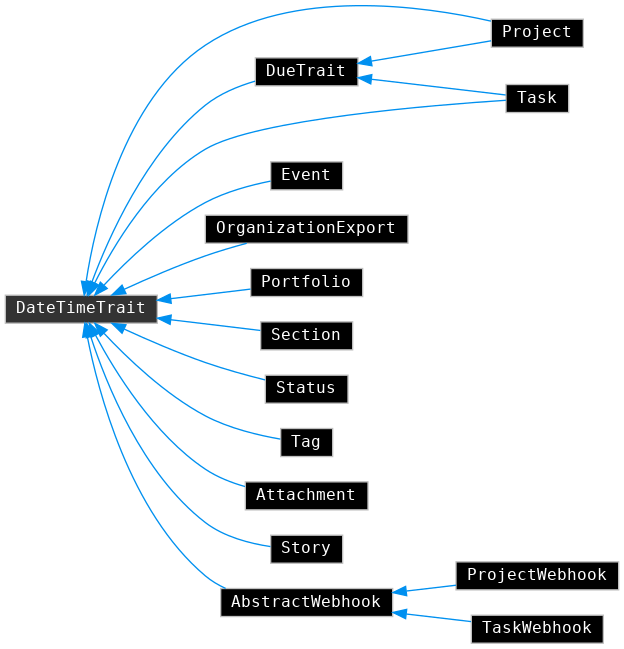 Project
DueTrait
Task
Event
OrganizationExport
Portfolio
DateTimeTrait
Section
Status
Tag
Attachment
Story
ProjectWebhook
AbstractWebhook
TaskWebhook